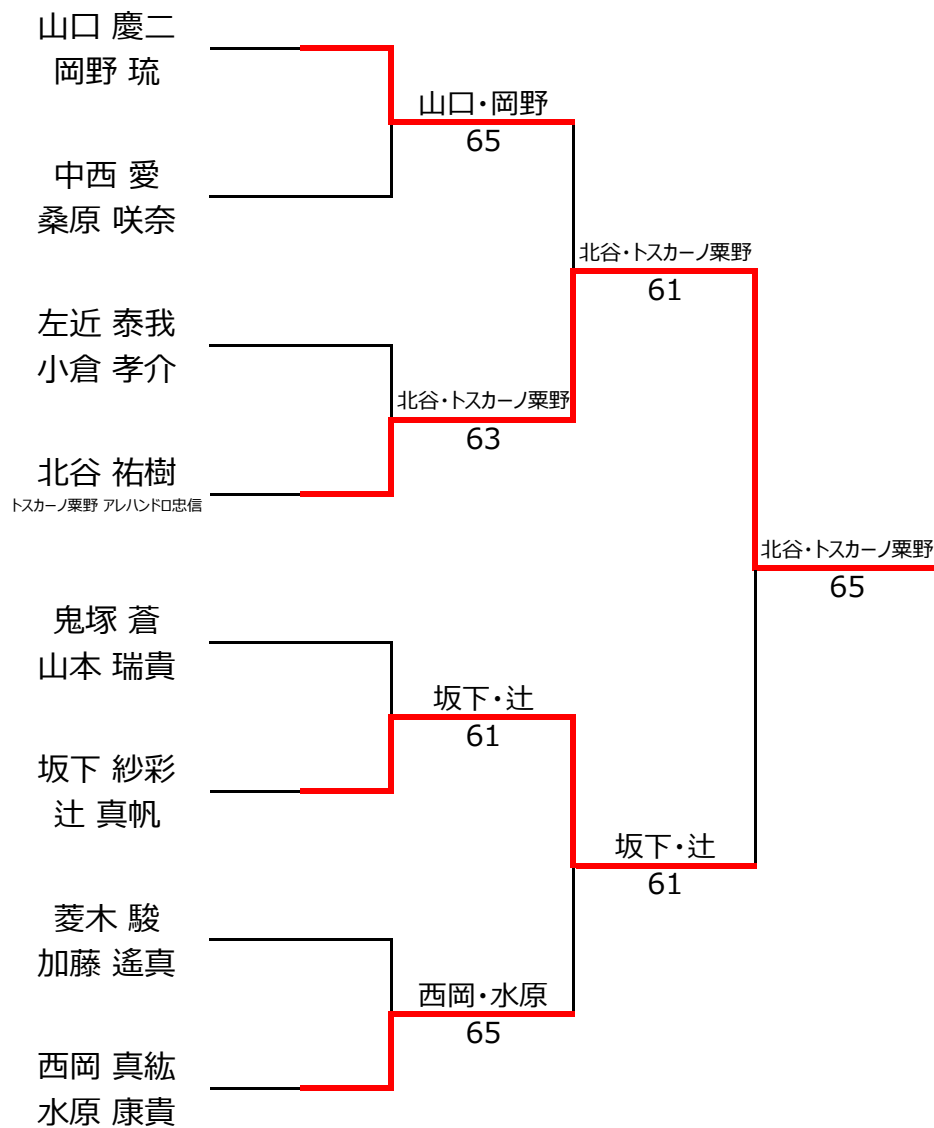 山口 慶二
岡野 琉
山口・岡野
65
中西 愛
桑原 咲奈
北谷・トスカーノ粟野
61
左近 泰我
小倉 孝介
北谷・トスカーノ粟野
63
北谷 祐樹
トスカーノ粟野 アレハンドロ忠信
北谷・トスカーノ粟野
65
鬼塚 蒼
山本 瑞貴
坂下・辻
61
坂下 紗彩
辻 真帆
坂下・辻
61
菱木 駿
加藤 遙真
西岡・水原
65
西岡 真紘
水原 康貴